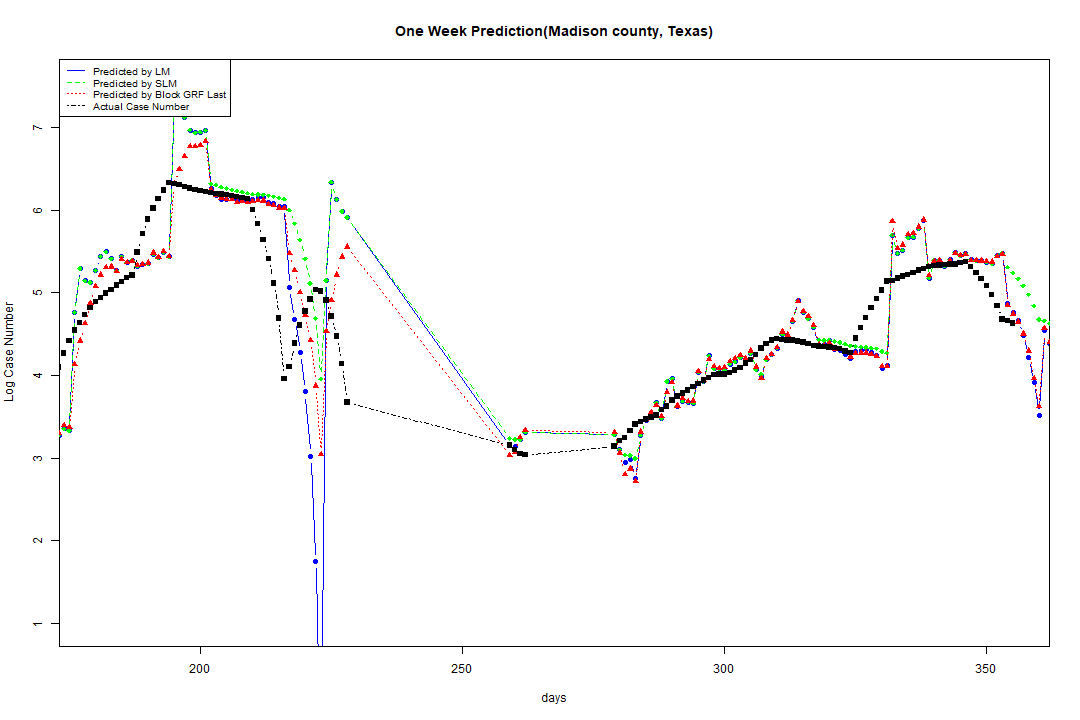 One Week Prediction(Madison county, Texas)
Predicted by LM
Predicted by SLM
Predicted by Block GRF Last
Actual Case Number
Log Case Number
7
6
5
4
3
2
1
200
250
300
350
days